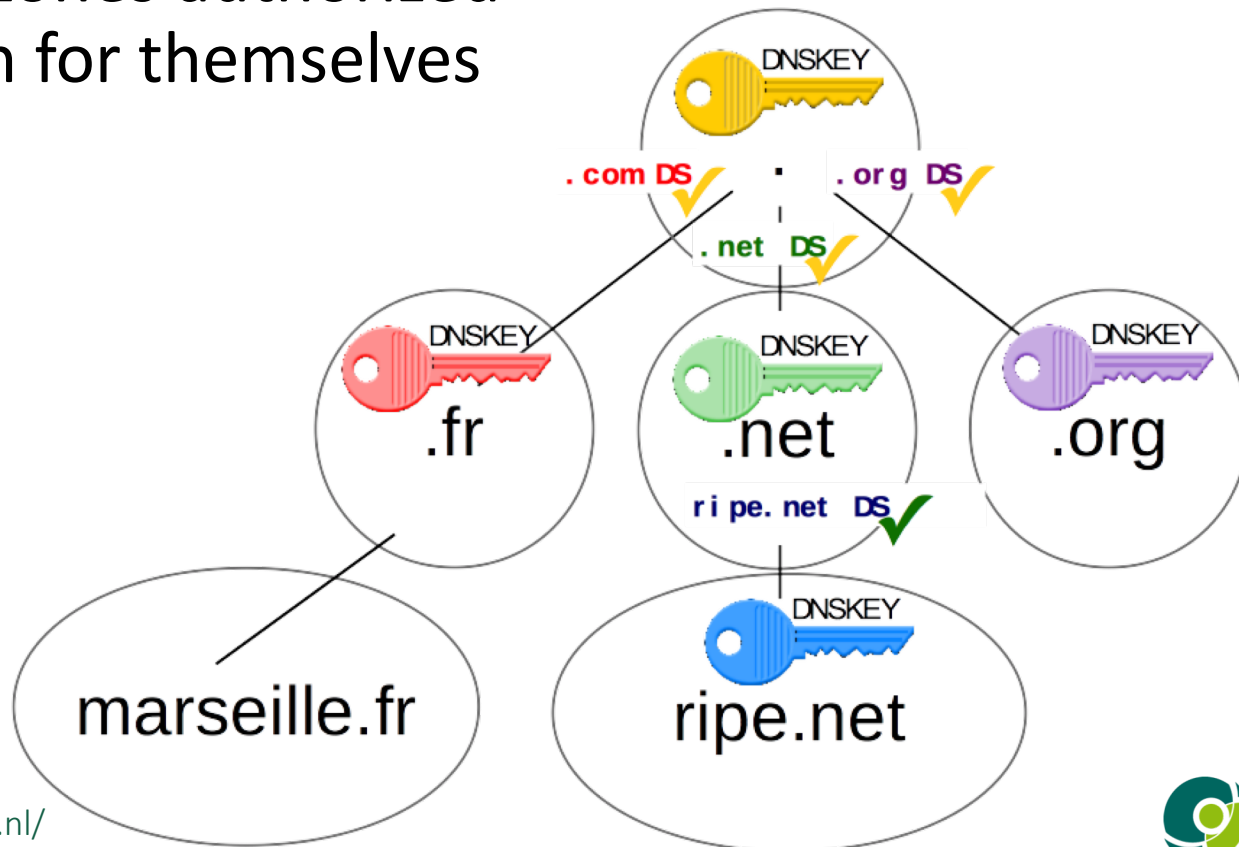 for themselves
DNSKEY
.com DS
.
.org DS
.net DS
DNSKEY
DNSKEY
DNSKEY
.fr
.net
.org
ripe.net DS
DNSKEY
marseille.fr
ripe.net
.nl/